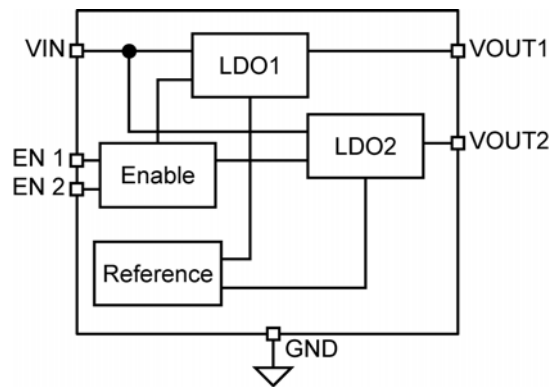 VIN
LDO1
VOUT1
LDO2
VOUT2
EN 1
EN 2
Enable
Reference
GND